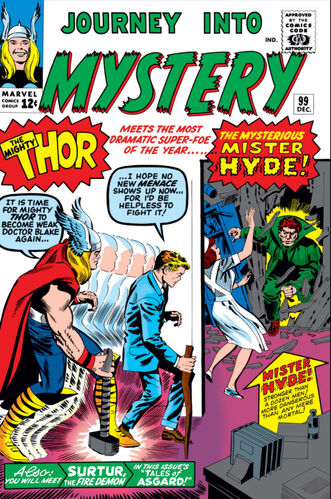 JOURNEY INTO
MYSTERY
IND.
APPROVED
BY THE
COMICS
CODE
AUTHORITY
MARVEL
COMICS
GROUP
12¢
99
DEC.
THE MIGHTY
THOR
MEETS THE MOST
DRAMATIC SUPER-FOE
OF THE YEAR.....
THE MYSTERIOUS
MISTER
HYDE!
IT IS TIME
FOR MIGHTY
THOR TO
BECOME WEAK
DOCTOR BLAKE
AGAIN...
...I HOPE NO
NEW MENACE
SHOWS UP NOW...
FOR I'D BE
HELPLESS TO
FIGHT IT!
MISTER
HYDE!
STRONGER THAN
A DOZEN MEN!
MORE DANGEROUS
THAN ANY MERE
MORTAL!
Also:
YOU WILL MEET
SURTUR,
THE FIRE DEMON
IN THIS ISSUE'S
"TALES OF
ASGARD!"